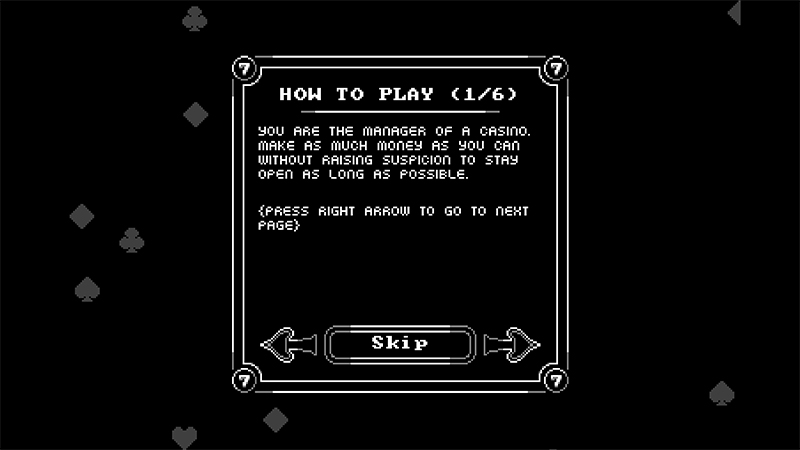 7 7
HOW TO PLAY (1/6)
YOU ARE THE MANAGER OF A CASINO.
MAKE AS MUCH MONEY AS YOU CAN
WITHOUT RAISING SUSPICION TO STAY
OPEN AS LONG AS POSSIBLE.
{PRESS RIGHT ARROW TO GO TO NEXT
PAGE}
Skip
7 7